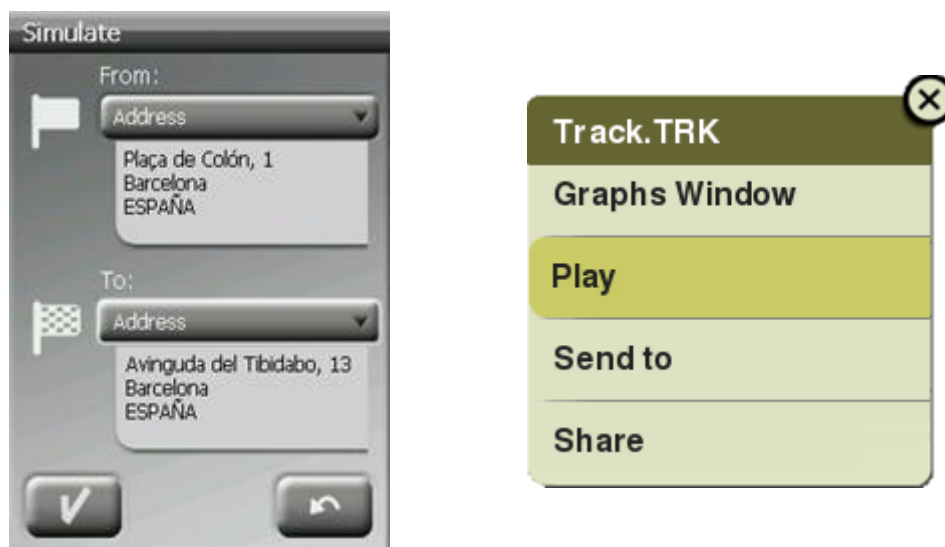 Simulate
From:
Address
Plaça de Colón, 1
Barcelona
ESPAÑA
To:
Address
Avinguda del Tibidabo, 13
Barcelona
ESPAÑA
Track.TRK
Graphs Window
Play
Send to
Share